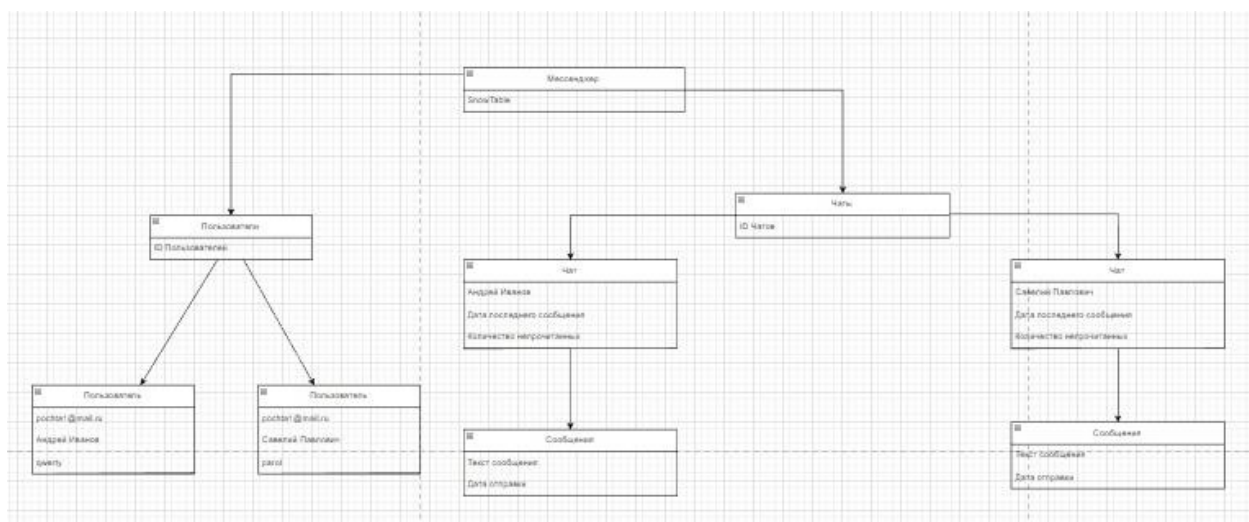 Мессенджер
SnowTable
Чаты
ID Чатов
Пользователи
ID Пользователей
Чат
Андрей Иванов
Дата последнего сообщения
Количество непрочитанных
Чат
Савелий Павлович
Дата последнего сообщения
Количество непрочитанных
Пользователь
pochta1@mail.ru
Андрей Иванов
qwerty
Пользователь
pochta1@mail.ru
Савелий Павлович
parol
Сообщения
Текст сообщения
Дата отправки
Сообщения
Текст сообщения
Дата отправки